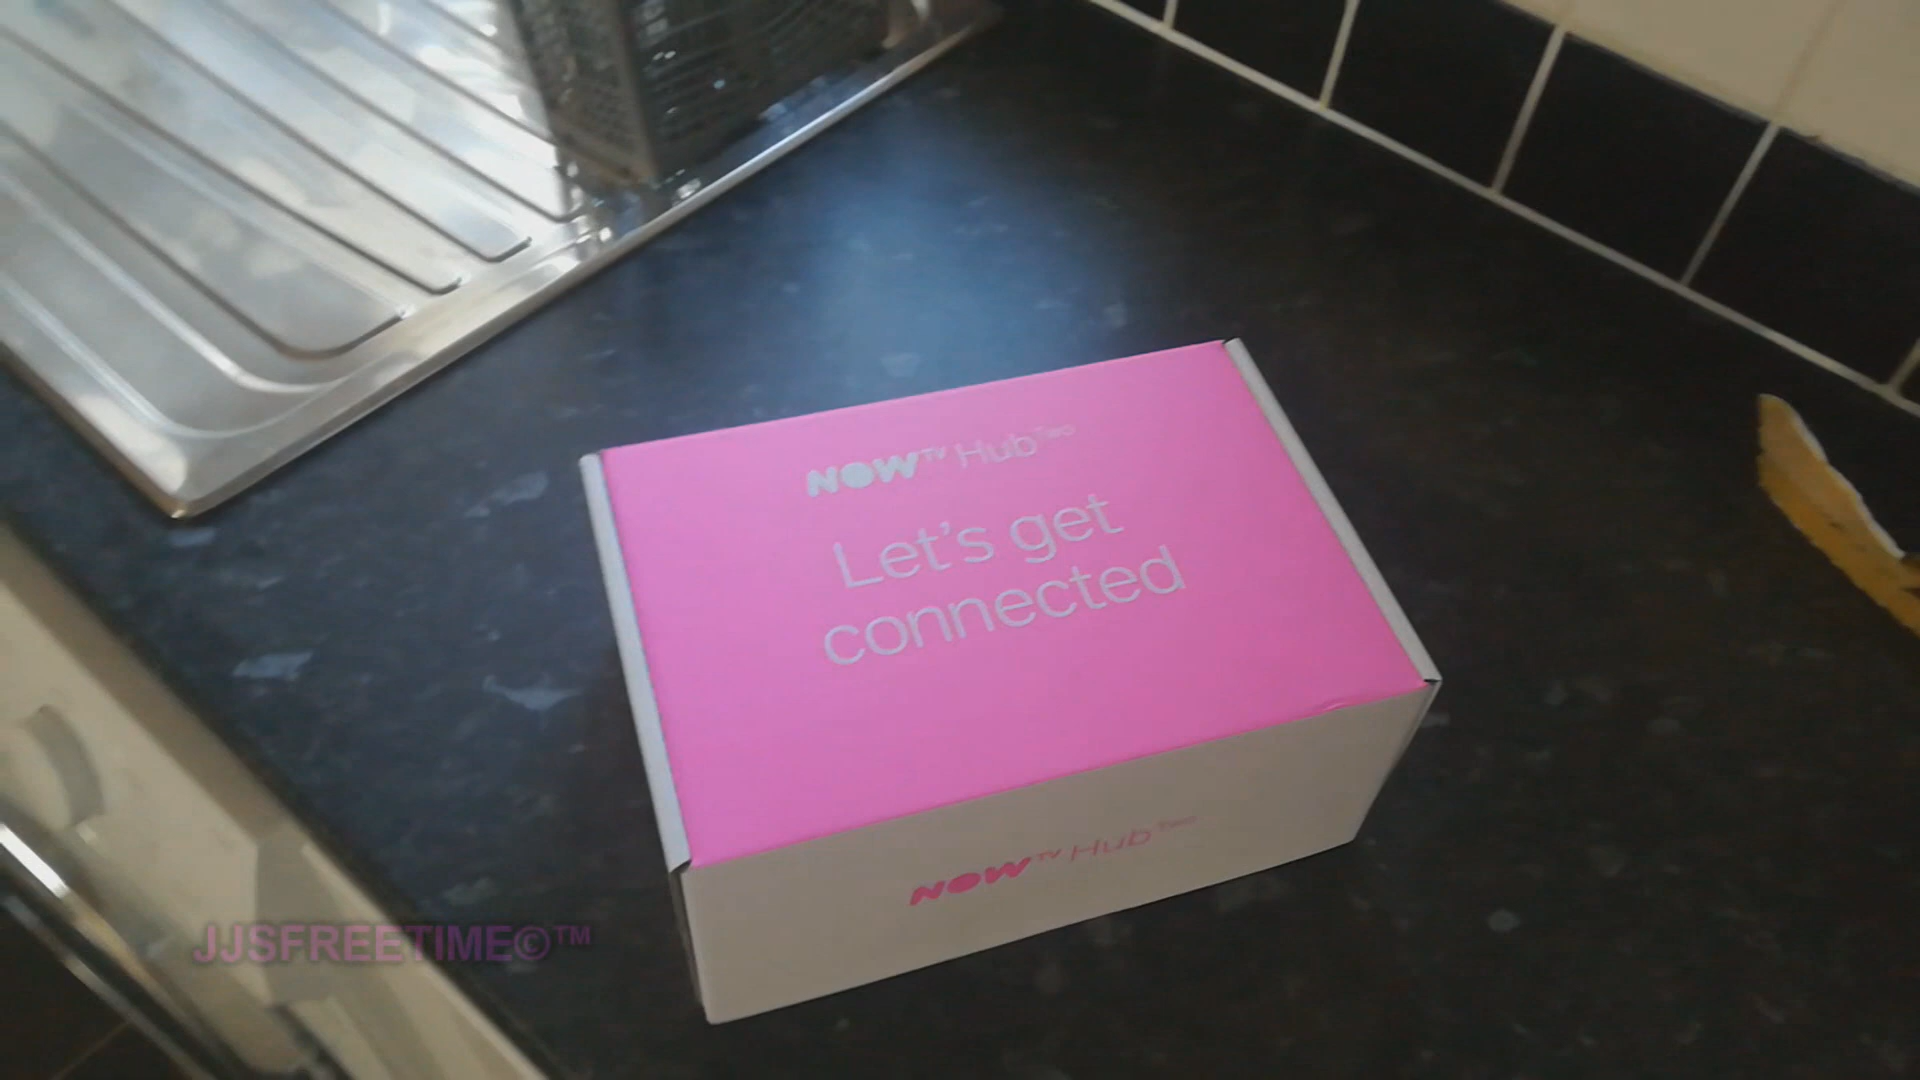 NOW TV Hub Two
Let's get
connected
NOW TV Hub Two
JJSFREETIME©™